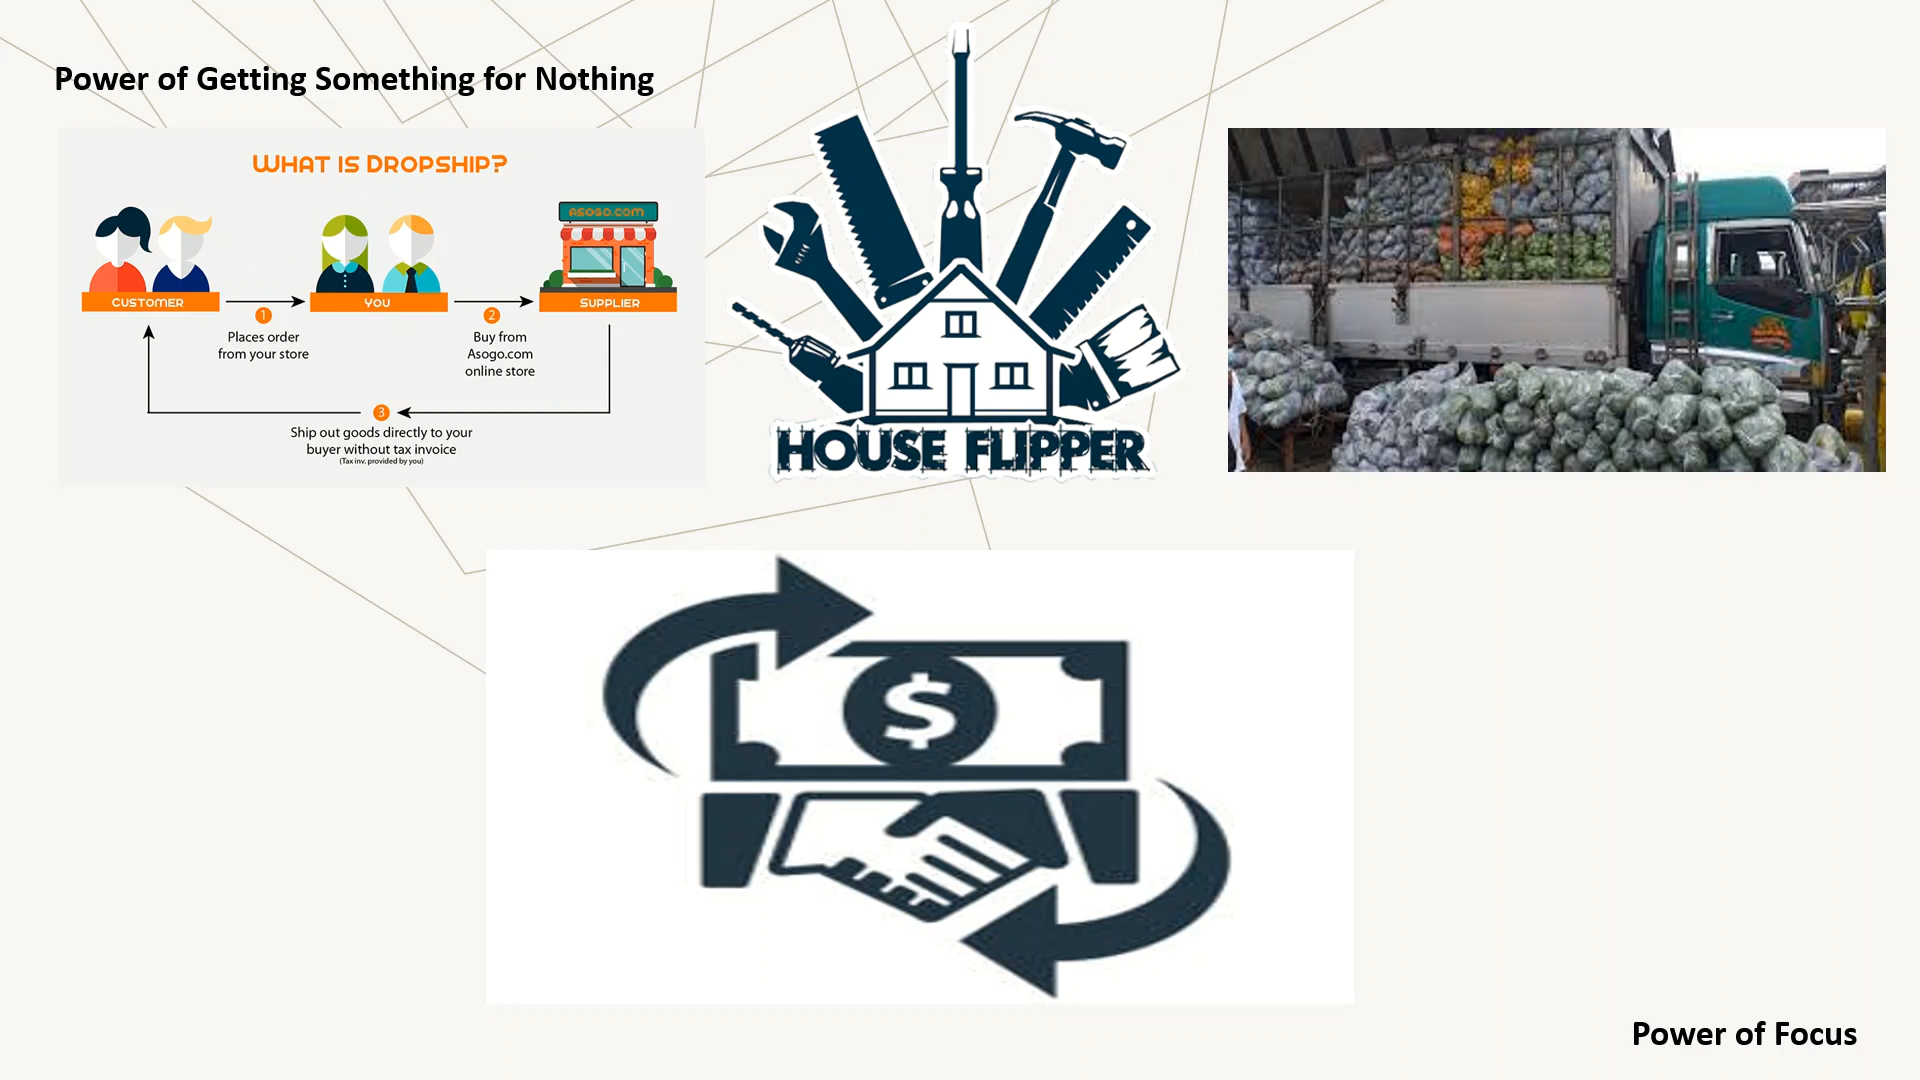 Power of Getting Something for Nothing
WHAT IS DROPSHIP?
ASOGO.COM
CUSTOMER
YOU
SUPPLIER
1
2
Places order
from your store
Buy from
Asogo.com
online store
3
Ship out goods directly to your
buyer without tax invoice
(Tax inv. provided by you)
HOUSE FLIPPER
$
Power of Focus